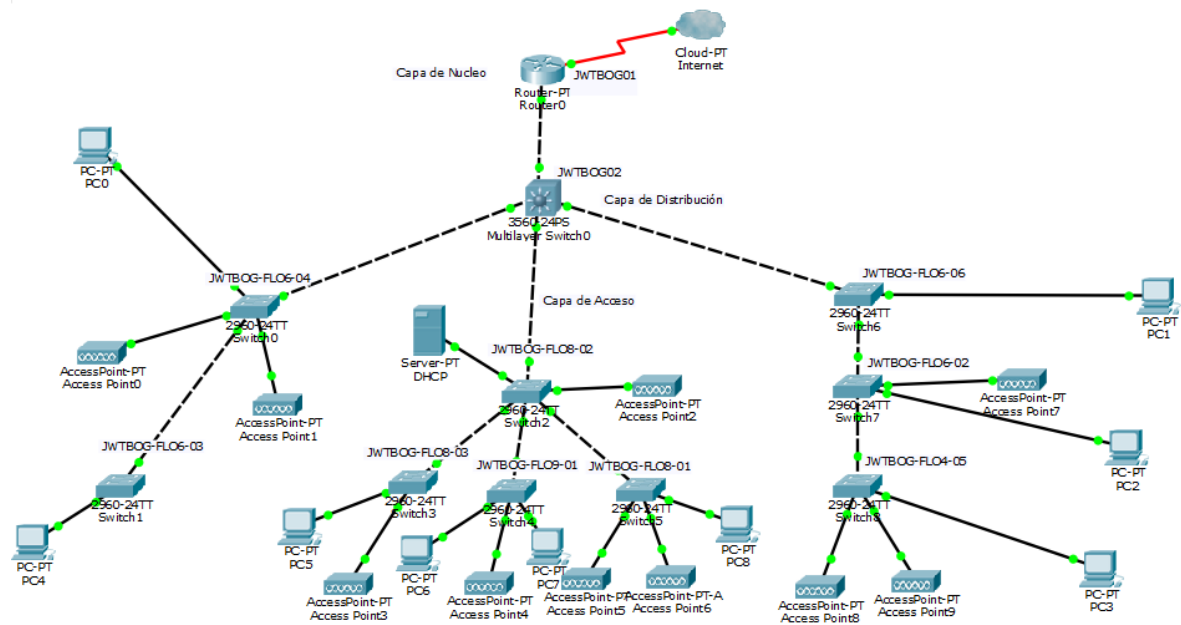 Cloud-PT
Internet
Capa de Nucleo
JWTBOG01
Router-PT
Router0
PC-PT
PC0
JWTBOG02
Capa de Distribución
3560-24PS
Multilayer Switch0
JWTBOG-FLO6-04
2960-24TT
Switch0
JWTBOG-FLO6-06
2960-24TT
Switch6
PC-PT
PC1
Capa de Acceso
AccessPoint-PT
Access Point0
Server-PT
DHCP
JWTBOG-FLO8-02
2960-24TT
Switch2
AccessPoint-PT
Access Point2
JWTBOG-FLO6-02
2960-24TT
Switch7
AccessPoint-PT
Access Point7
AccessPoint-PT
Access Point1
JWTBOG-FLO6-03
2960-24TT
Switch1
PC-PT
PC4
JWTBOG-FLO8-03
2960-24TT
Switch3
JWTBOG-FLO9-01
2960-24TT
Switch4
JWTBOG-FLO8-01
2960-24TT
Switch5
JWTBOG-FLO4-05
2960-24TT
Switch8
PC-PT
PC2
PC-PT
PC5
PC-PT
PC6
PC-PT
PC7
PC-PT
PC8
AccessPoint-PT
Access Point3
AccessPoint-PT
Access Point4
AccessPoint-PT
Access Point5
AccessPoint-PT-A
Access Point6
AccessPoint-PT
Access Point8
AccessPoint-PT
Access Point9
PC-PT
PC3